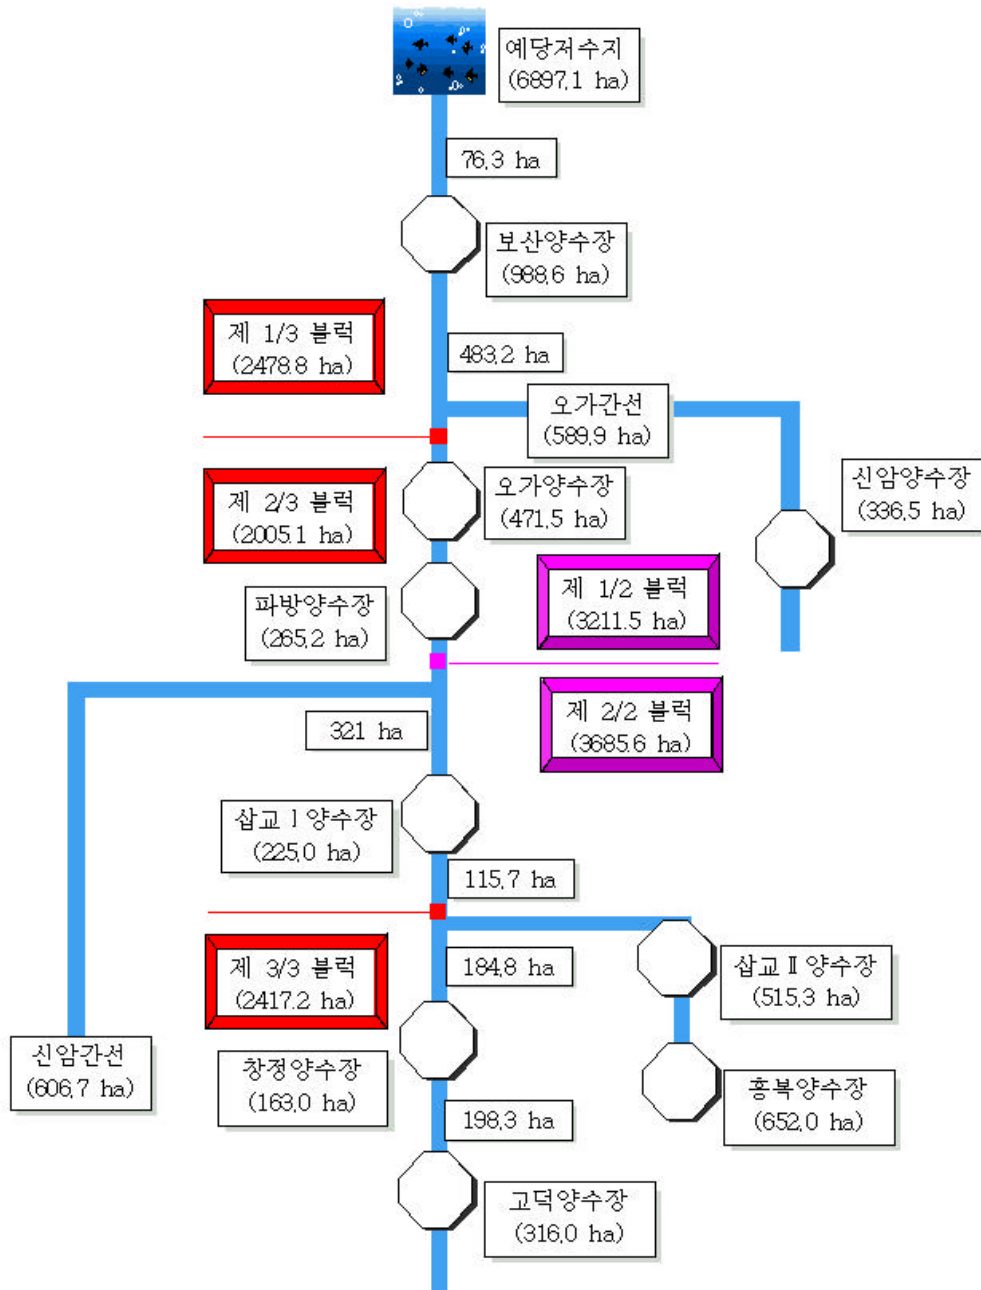 예당저수지
(6897.1 ha)
76.3 ha
보산양수장
(988.6 ha)
제 1/3 블럭
(2478.8 ha)
483.2 ha
오가간선
(589.9 ha)
신암양수장
(336.5 ha)
제 2/3 블럭
(2005.1 ha)
오가양수장
(471.5 ha)
제 1/2 블럭
(3211.5 ha)
파방양수장
(265.2 ha)
제 2/2 블럭
(3685.6 ha)
321 ha
삽교Ⅰ양수장
(225.0 ha)
115.7 ha
제 3/3 블럭
(2417.2 ha)
184.8 ha
삽교Ⅱ양수장
(515.3 ha)
신암간선
(606.7 ha)
창정양수장
(163.0 ha)
흥복양수장
(652.0 ha)
198.3 ha
고덕양수장
(316.0 ha)